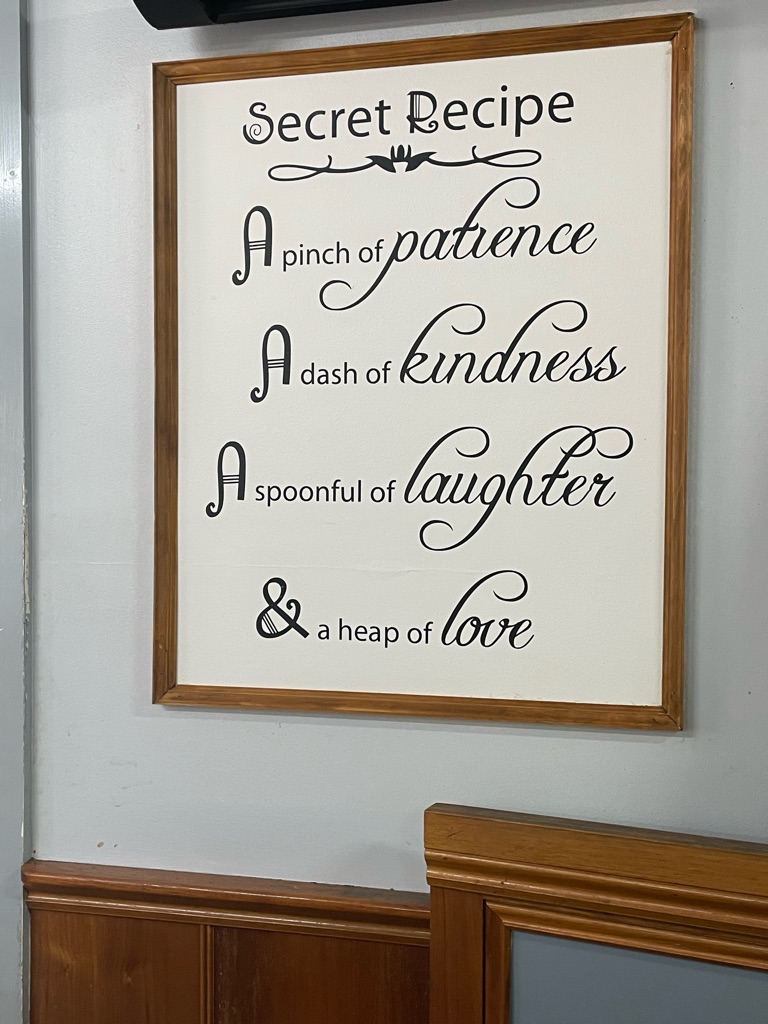 Secret Recipe
A pinch of patience
A dash of kindness
A spoonful of laughter
& a heap of love